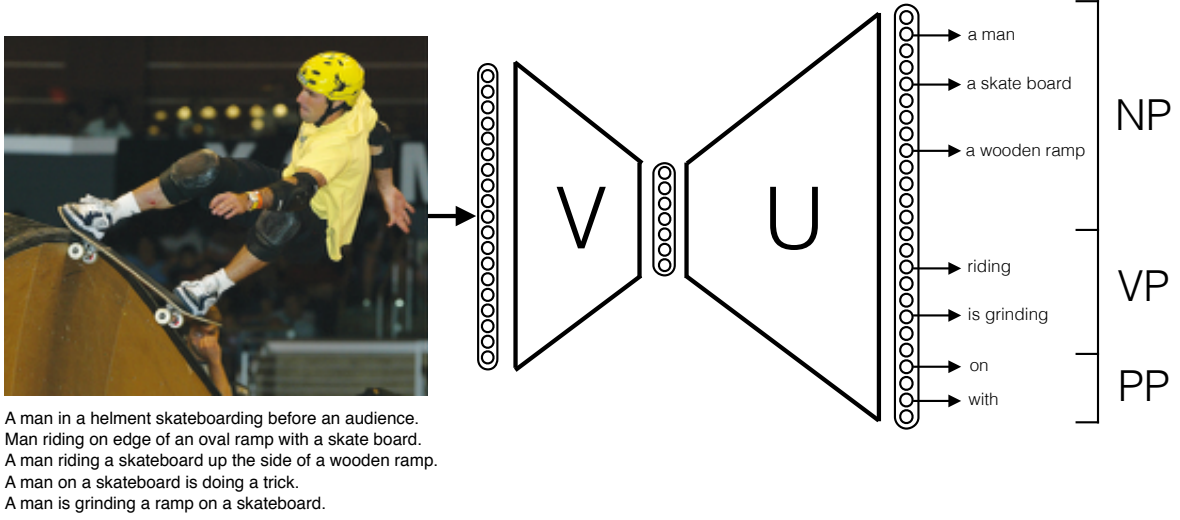 A man in a helment skateboarding before an audience.
Man riding on edge of an oval ramp with a skate board.
A man riding a skateboard up the side of a wooden ramp.
A man on a skateboard is doing a trick.
A man is grinding a ramp on a skateboard.
V
U
a man
a skate board
a wooden ramp
riding
is grinding
on
with
NP
VP
PP